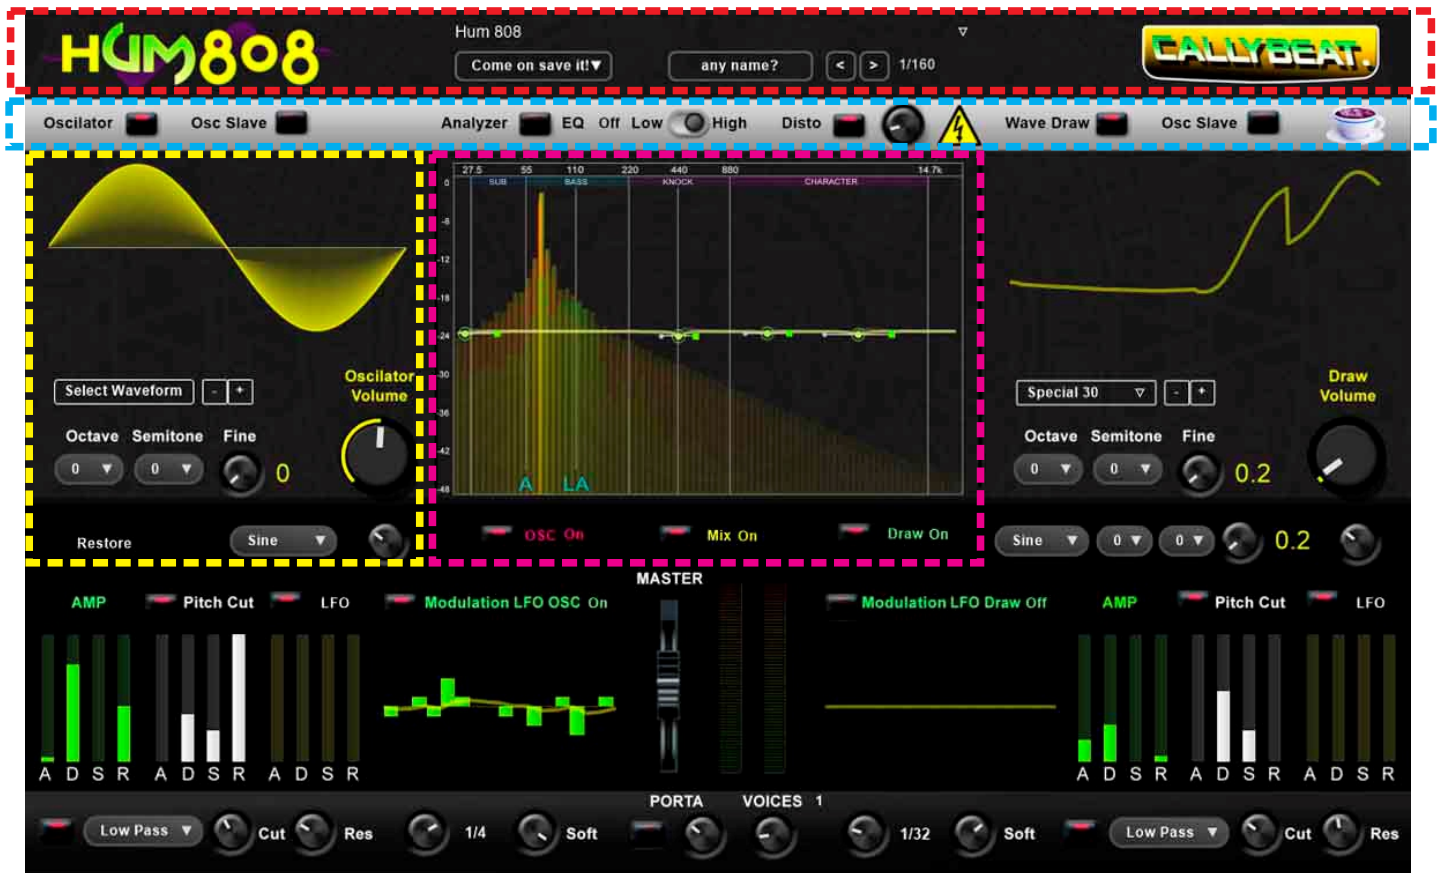 HUM808
Hum 808
CALLYBEAT.
Come on save it!
any name?
< > 1/160
Oscilator Osc Slave Analyzer EQ Off Low High Disto Wave Draw Osc Slave
27.5 55 110 220 440 880 14.7k
SUB BASS KNOCK CHARACTER
0
-6
-12
-18
-24
-30
-36
-42
-48
A LA
Select Waveform - +
Oscilator
Volume
Octave Semitone Fine
0 0 0
Restore Sine
OSC On Mix On Draw On
Special 30 - +
Draw
Volume
Octave Semitone Fine
0 0 0.2
Sine 0 0 0.2
MASTER
AMP Pitch Cut LFO Modulation LFO OSC On
Modulation LFO Draw Off AMP Pitch Cut LFO
A D S R A D S R A D S R
A D S R A D S R A D S R
PORTA VOICES 1
Low Pass Cut Res 1/4 Soft 1/32 Soft Low Pass Cut Res